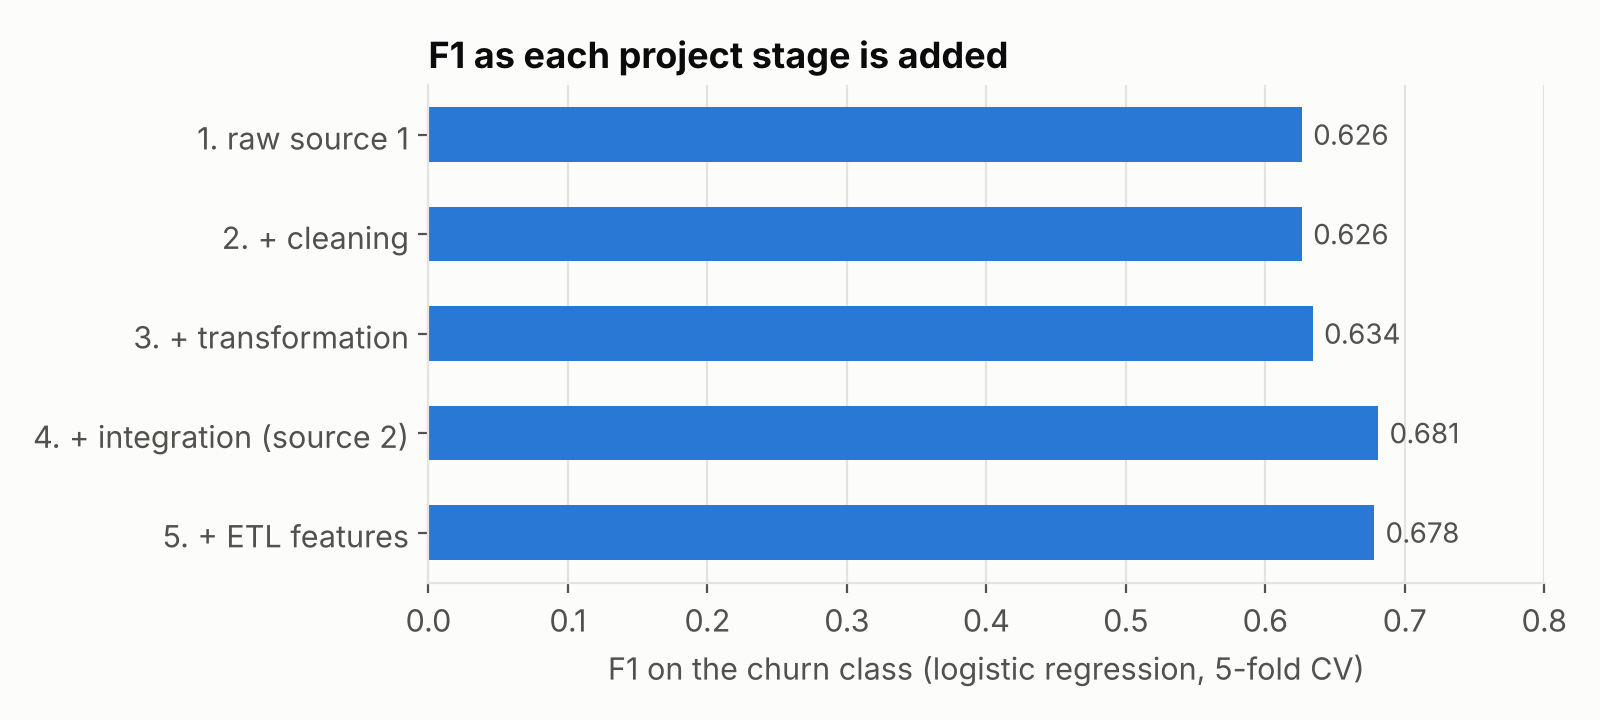 F1 as each project stage is added
1. raw source 1
0.626
2. + cleaning
0.626
3. + transformation
0.634
4. + integration (source 2)
0.681
5. + ETL features
0.678
0.0 0.1 0.2 0.3 0.4 0.5 0.6 0.7 0.8
F1 on the churn class (logistic regression, 5-fold CV)